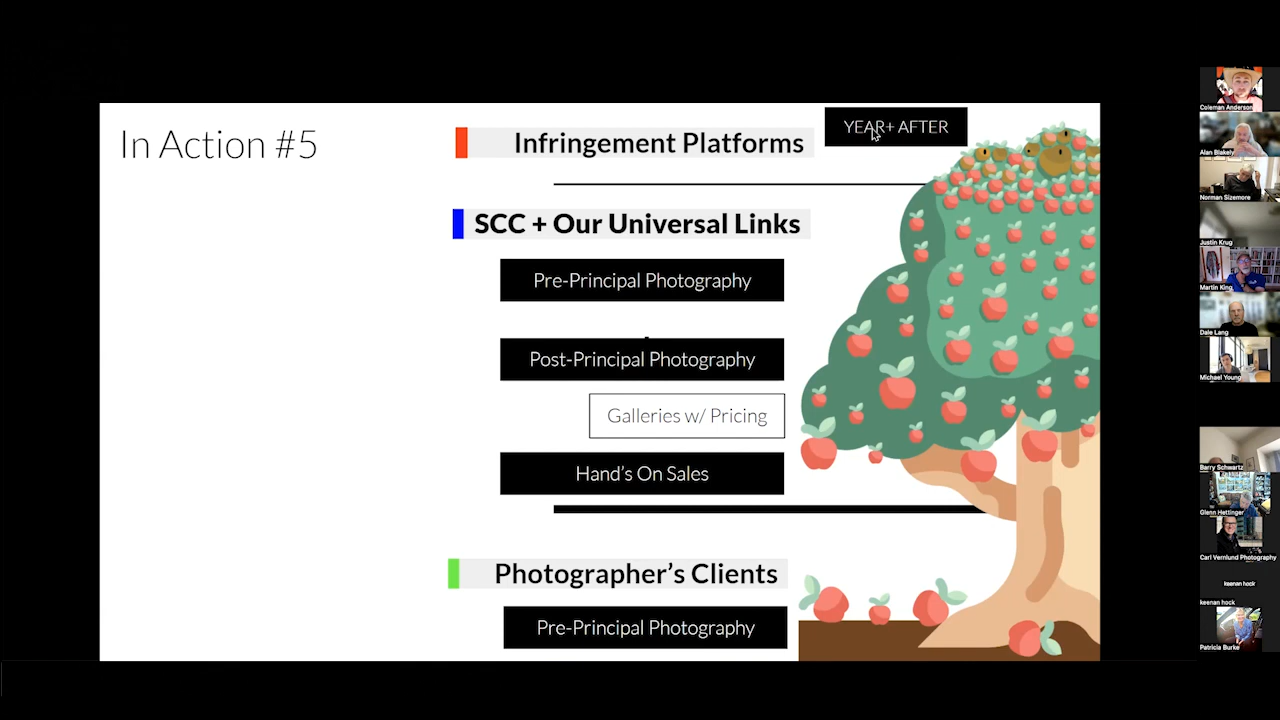 In Action #5
Infringement Platforms
YEAR+ AFTER
SCC + Our Universal Links
Pre-Principal Photography
Post-Principal Photography
Galleries w/ Pricing
Hand's On Sales
Photographer's Clients
Pre-Principal Photography
Coleman Anderson
Alan Blakely
Norman Sizemore
Justin Krug
Martin King
Dale Lang
Michael Young
Barry Schwartz
Glenn Hettinger
Carl Vernlund Photography
keenan hock
keenan hock
Patricia Burke